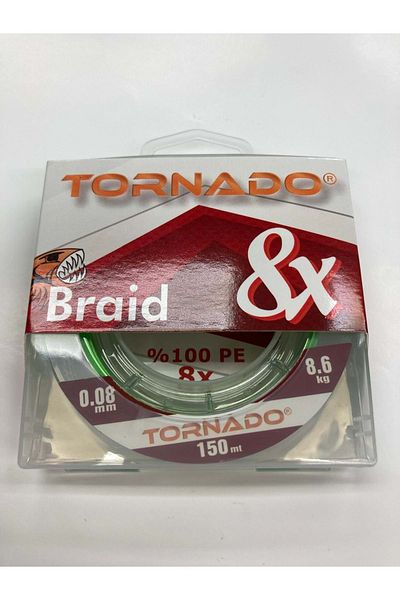 TORNADO®
Braid 8x
%100 PE
8x
0.08 mm
8.6 kg
TORNADO®
150 mt